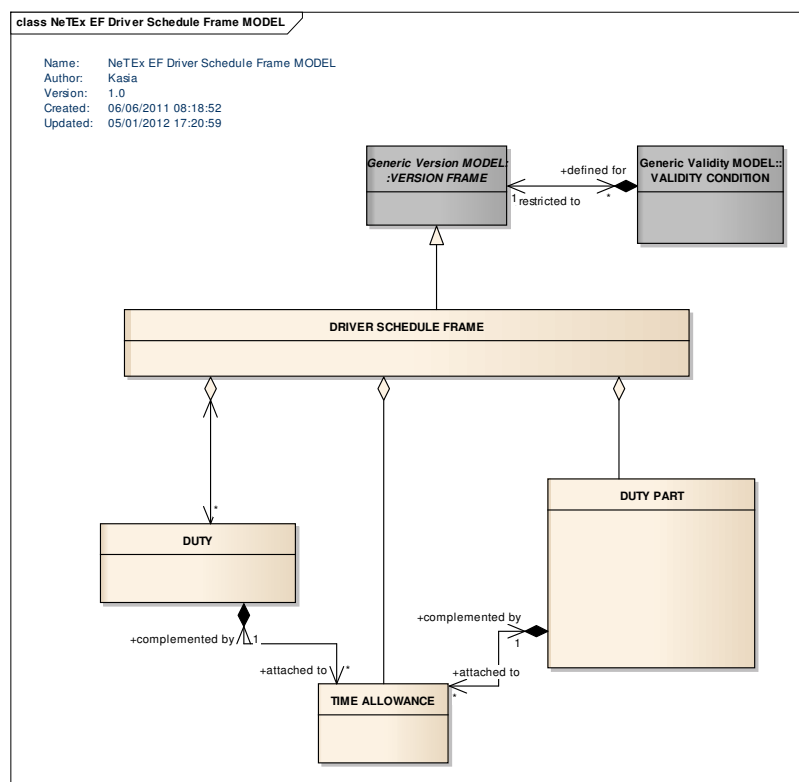 class NeTEx EF Driver Schedule Frame MODEL
Name: NeTEx EF Driver Schedule Frame MODEL
Author: Kasia
Version: 1.0
Created: 06/06/2011 08:18:52
Updated: 05/01/2012 17:20:59
Generic Version MODEL:
:VERSION FRAME
+defined for
1
restricted to
*
Generic Validity MODEL::
VALIDITY CONDITION
DRIVER SCHEDULE FRAME
*
DUTY
DUTY PART
+complemented by
1
+attached to
*
+complemented by
1
+attached to
*
TIME ALLOWANCE